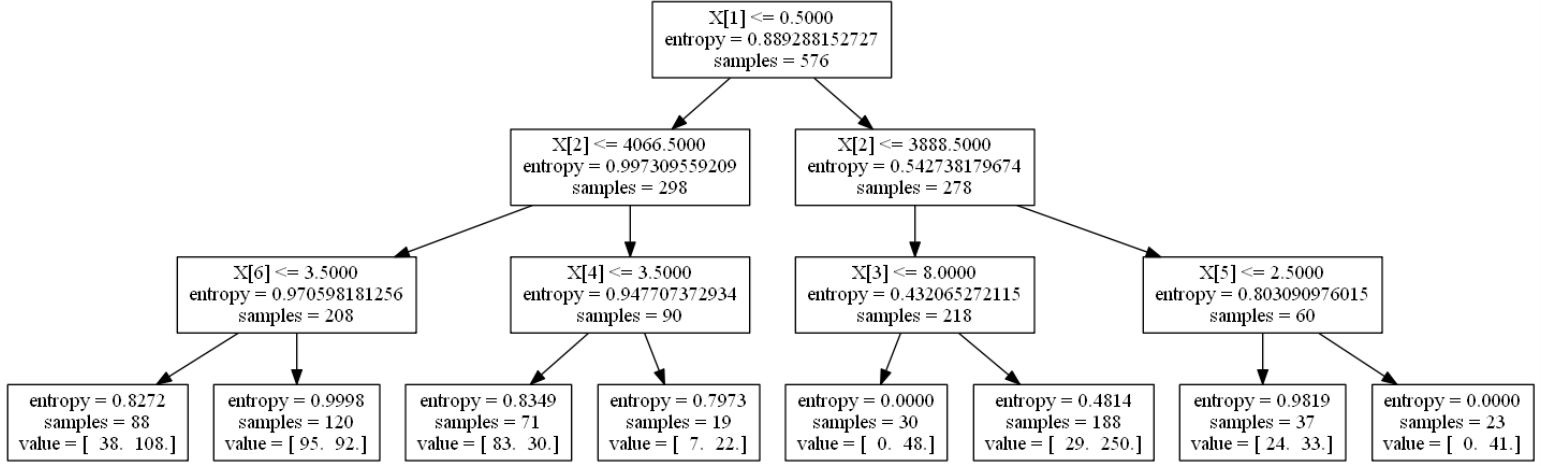 X[1] <= 0.5000
entropy = 0.889288152727
samples = 576
X[2] <= 4066.5000
entropy = 0.997309559209
samples = 298
X[2] <= 3888.5000
entropy = 0.542738179674
samples = 278
X[6] <= 3.5000
entropy = 0.970598181256
samples = 208
X[4] <= 3.5000
entropy = 0.947707372934
samples = 90
X[3] <= 8.0000
entropy = 0.432065272115
samples = 218
X[5] <= 2.5000
entropy = 0.803090976015
samples = 60
entropy = 0.8272
samples = 88
value = [ 38. 108.]
entropy = 0.9998
samples = 120
value = [ 95. 92.]
entropy = 0.8349
samples = 71
value = [ 83. 30.]
entropy = 0.7973
samples = 19
value = [ 7. 22.]
entropy = 0.0000
samples = 30
value = [ 0. 48.]
entropy = 0.4814
samples = 188
value = [ 29. 250.]
entropy = 0.9819
samples = 37
value = [ 24. 33.]
entropy = 0.0000
samples = 23
value = [ 0. 41.]